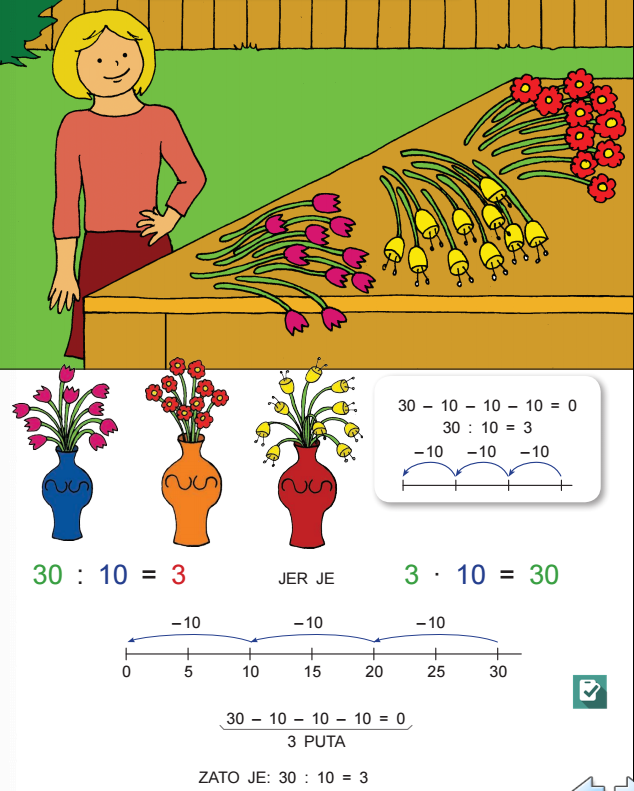 30 – 10 – 10 – 10 = 0
30 : 10 = 3
–10 –10 –10
30 : 10 = 3 JER JE 3 · 10 = 30
–10 –10 –10
0 5 10 15 20 25 30
30 – 10 – 10 – 10 = 0
3 PUTA
ZATO JE: 30 : 10 = 3